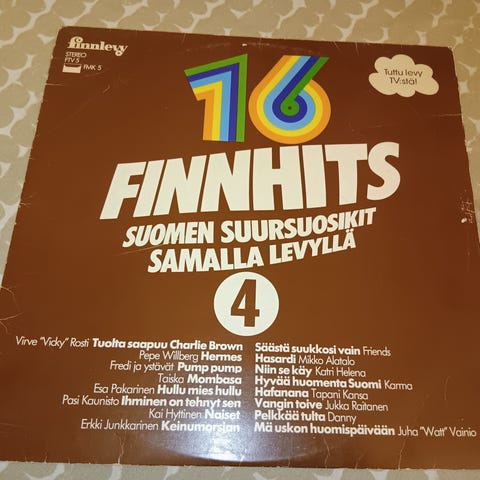 finnlevy
STEREO
FTV 5
FMK 5
Tuttu levy
TV:stä!
16
FINNHITS
SUOMEN SUURSUOSIKIT
SAMALLA LEVYLLÄ
4
Virve "Vicky" Rosti Tuolta saapuu Charlie Brown
Pepe Willberg Hermes
Fredi ja ystävät Pump pump
Taiska Mombasa
Esa Pakarinen Hullu mies hullu
Pasi Kaunisto Ihminen on tehnyt sen
Kai Hyttinen Naiset
Erkki Junkkarinen Keinumorsian
Säästä suukkosi vain Friends
Hasardi Mikko Alatalo
Niin se käy Katri Helena
Hyvää huomenta Suomi Karma
Hafanana Tapani Kansa
Vangin toive Jukka Raitanen
Pelkkää tulta Danny
Mä uskon huomispäivään Juha "Watt" Vainio